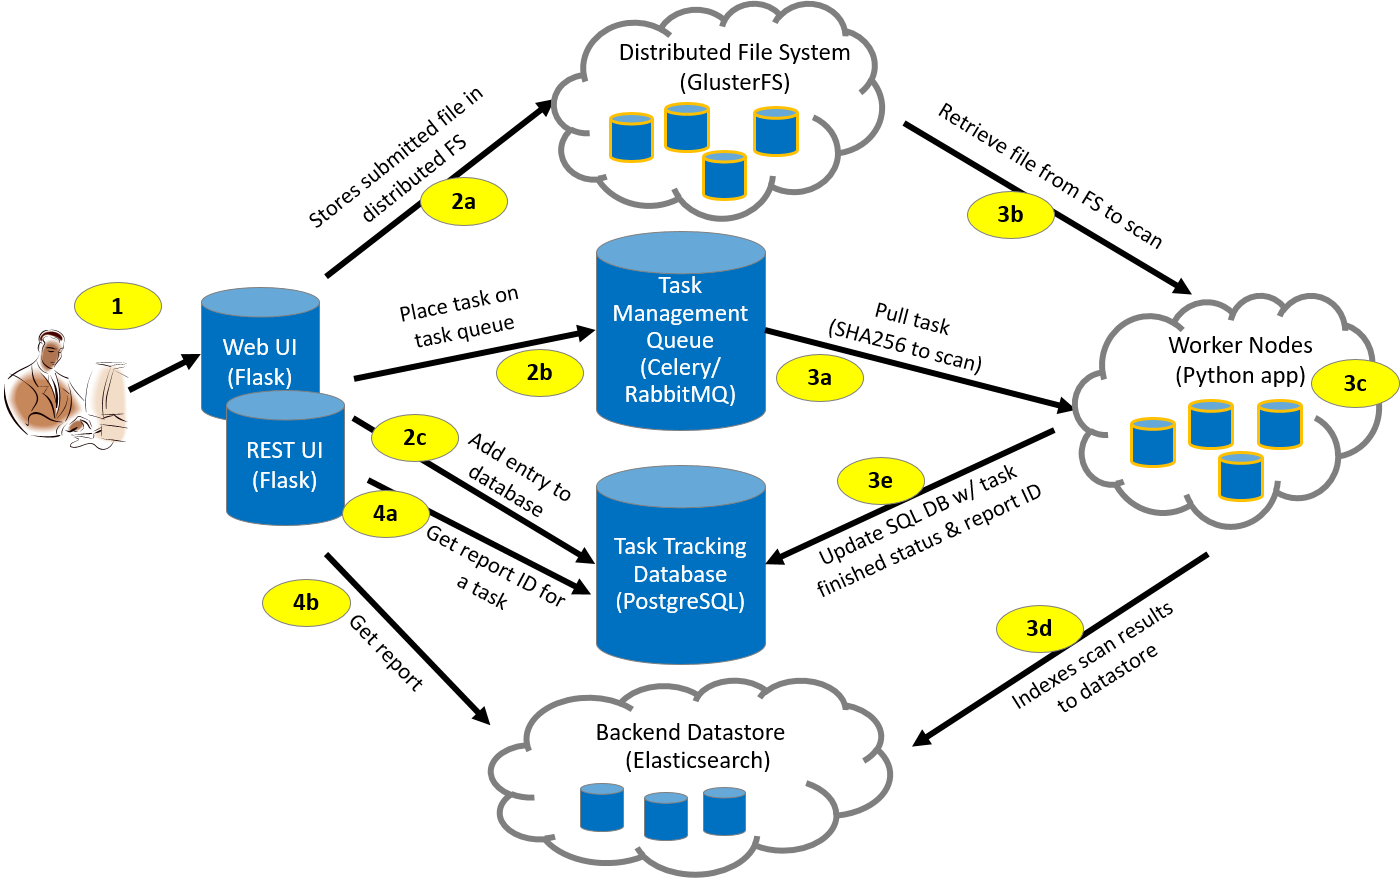 Distributed File System
(GlusterFS)
Stores submitted file in
distributed FS
2a
Retrieve file from FS to scan
3b
1
Web UI
(Flask)
REST UI
(Flask)
Place task on
task queue
2b
Task
Management
Queue
(Celery/
RabbitMQ)
Pull task
(SHA256 to scan)
3a
Worker Nodes
(Python app)
3c
2c
Add entry to
database
4a
Get report ID for
a task
Task Tracking
Database
(PostgreSQL)
3e
Update SQL DB w/ task
finished status & report ID
4b
Get report
3d
Indexes scan results
to datastore
Backend Datastore
(Elasticsearch)